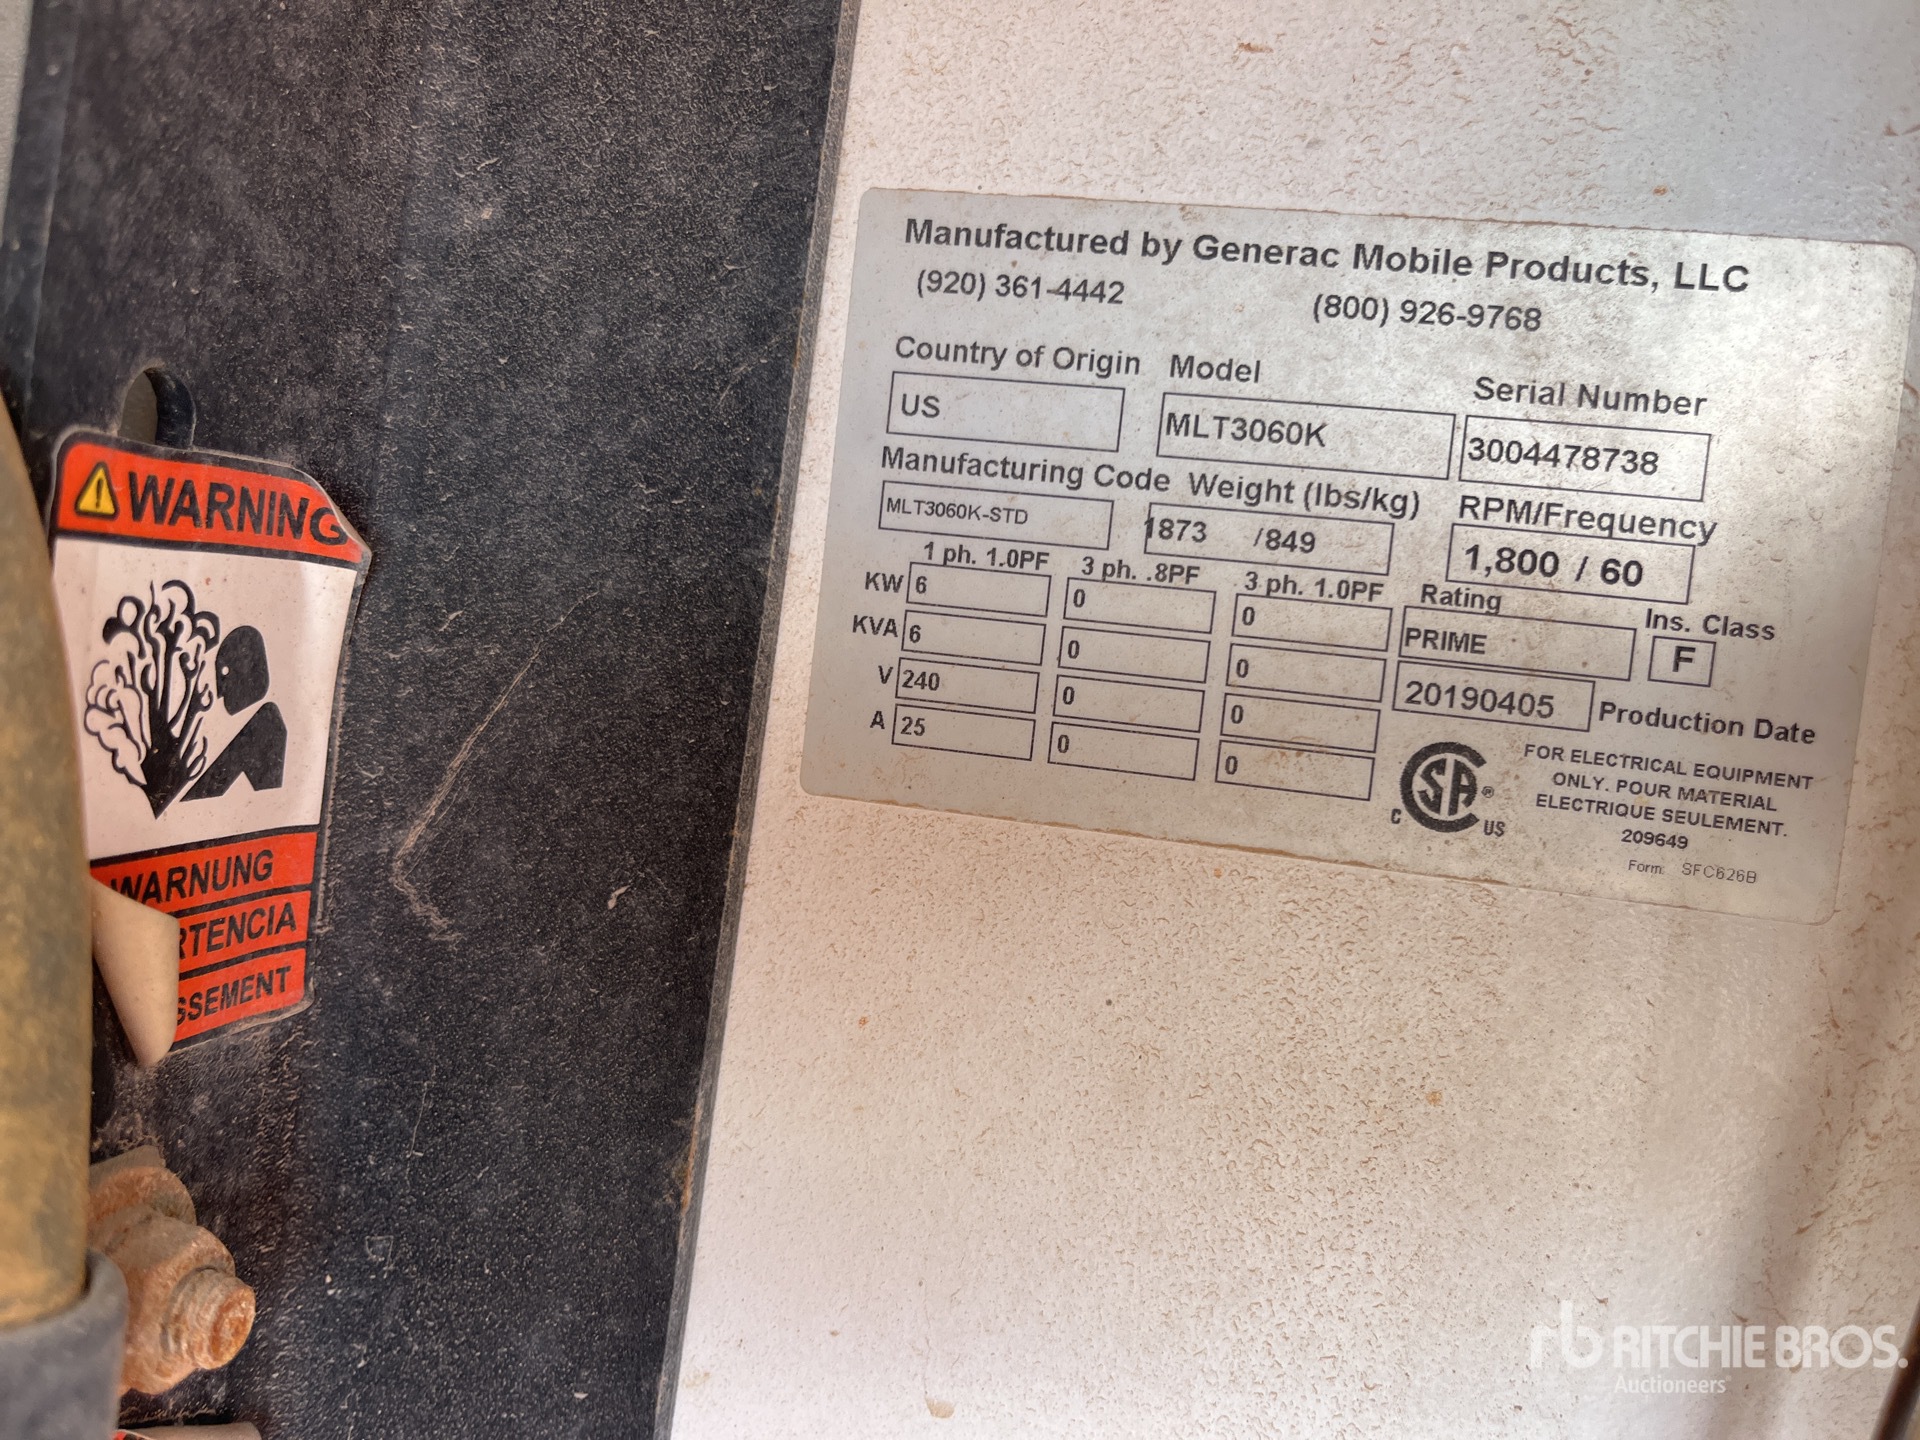 WARNING
WARNUNG
RTENCIA
SSEMENT
Manufactured by Generac Mobile Products, LLC
(920) 361-4442 (800) 926-9768
Country of Origin Model Serial Number
US MLT3060K 3004478738
Manufacturing Code Weight (lbs/kg) RPM/Frequency
MLT3060K-STD 1873 /849 1,800 / 60
1 ph. 1.0PF 3 ph. .8PF 3 ph. 1.0PF Rating Ins. Class
KW 6 0 0 PRIME F
KVA 6 0 0 20190405 Production Date
V 240 0 0
A 25 0 0
C SA ® US
FOR ELECTRICAL EQUIPMENT
ONLY. POUR MATERIAL
ELECTRIQUE SEULEMENT.
209649
Form: SFC626B
rb RITCHIE BROS.
Auctioneers